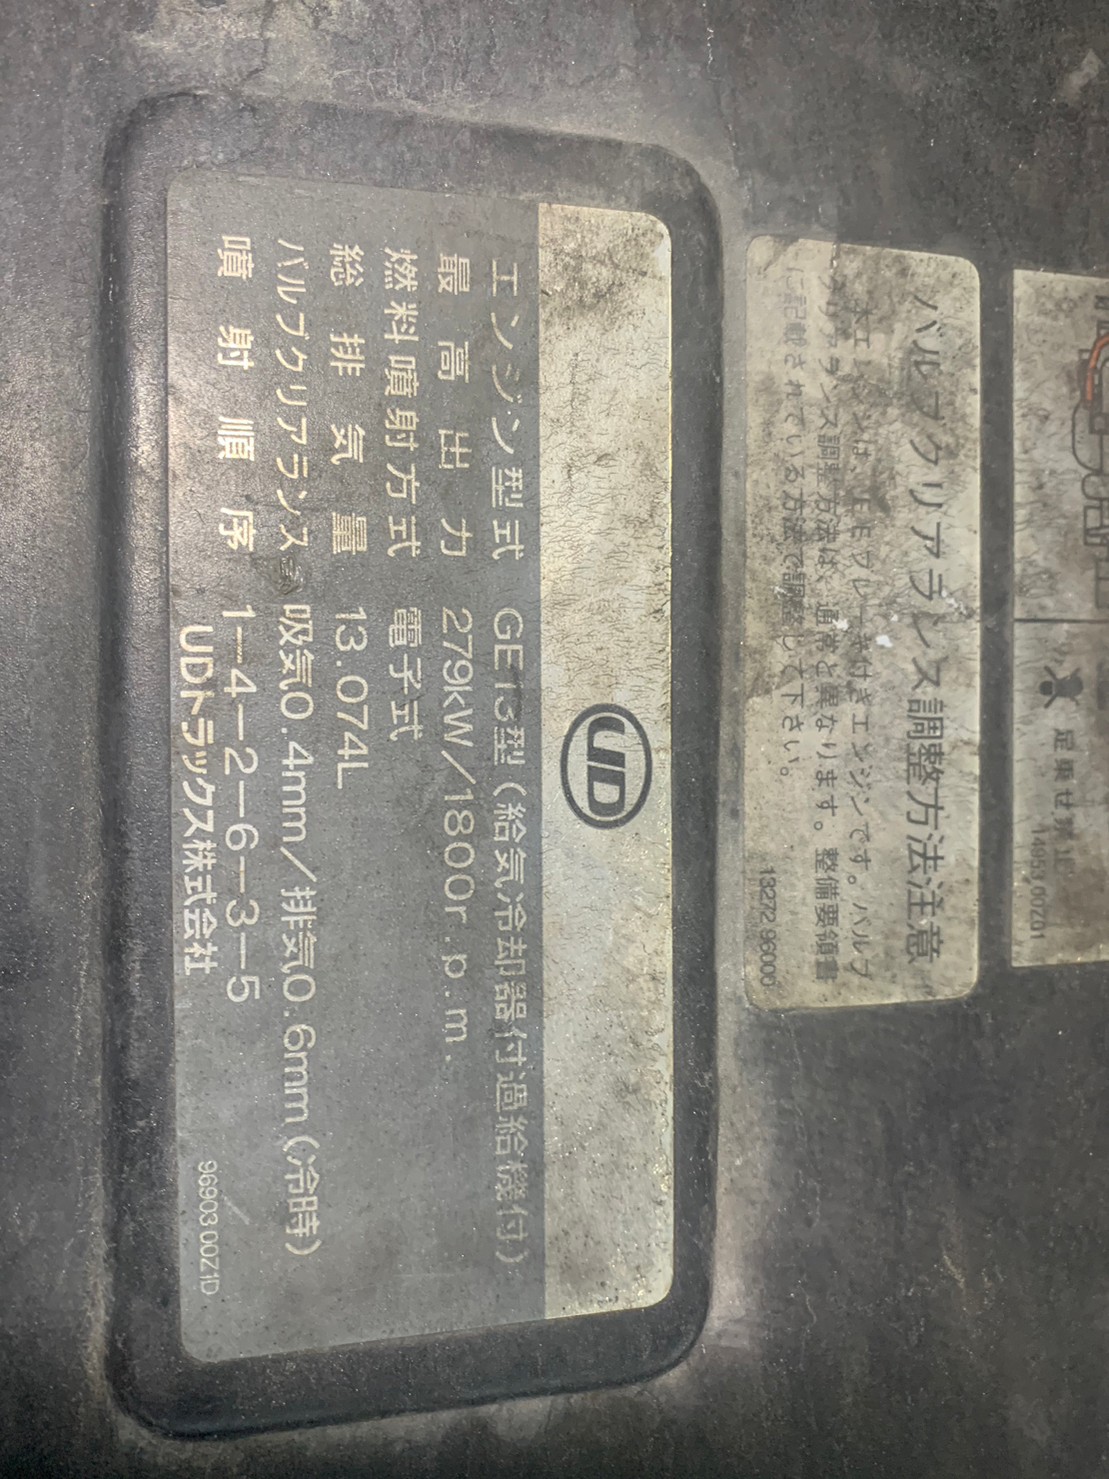 足乗せ禁止
14953 00Z01
バルブクリアランス調整方法注意
本エンジンは、EEブレーキ付きエンジンです。バルブ
クリアランス調整方法は、通常と異なります。整備要領書
に記載されている方法で調整して下さい。
13272 96000
UD
エンジン型式 GE13型(給気冷却器付過給機付)
最高出力 279kW/1800r.p.m.
燃料噴射方式 電子式
総排気量 13.074L
バルブクリアランス 吸気0.4mm/排気0.6mm(冷時)
噴射順序 1-4-2-6-3-5
UDトラックス株式会社
96903 00Z1D